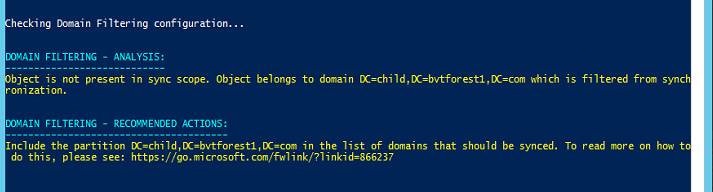 Checking Domain Filtering configuration...
DOMAIN FILTERING - ANALYSIS:
----------------------------
Object is not present in sync scope. Object belongs to domain DC=child,DC=bvtforest1,DC=com which is filtered from synch
ronization.
DOMAIN FILTERING - RECOMMENDED ACTIONS:
---------------------------------------
Include the partition DC=child,DC=bvtforest1,DC=com in the list of domains that should be synced. To read more on how to
do this, please see: https://go.microsoft.com/fwlink/?linkid=866237